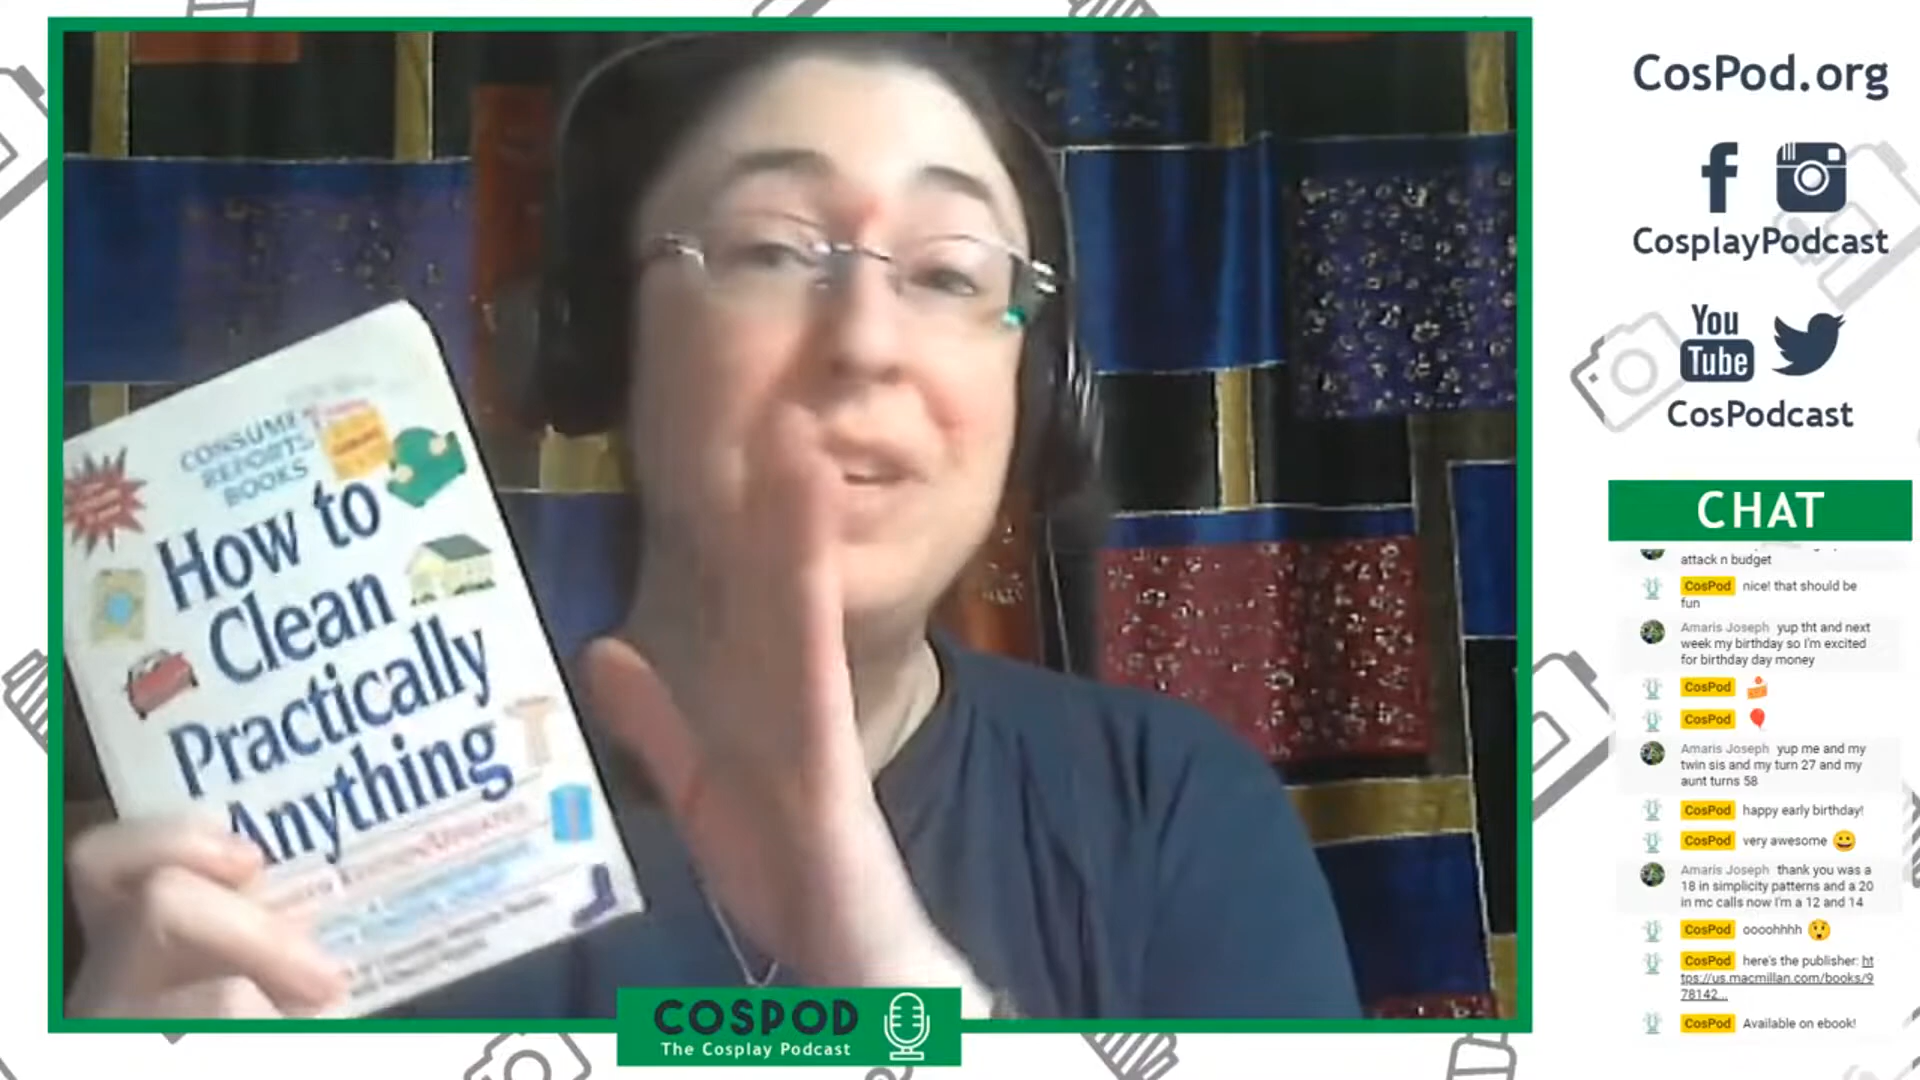 CONSUMER
REPORTS
BOOKS
How to
Clean
Practically
Anything
COSPOD
The Cosplay Podcast
CosPod.org
CosplayPodcast
You
Tube
CosPodcast
CHAT
attack n budget
CosPod nice! that should be
fun
Amaris Joseph yup tht and next
week my birthday so I'm excited
for birthday day money
CosPod
CosPod
Amaris Joseph yup me and my
twin sis and my turn 27 and my
aunt turns 58
CosPod happy early birthday!
CosPod very awesome 😀
Amaris Joseph thank you was a
18 in simplicity patterns and a 20
in mc calls now I'm a 12 and 14
CosPod oooohhhh 😲
CosPod here's the publisher: ht
tps://us.macmillan.com/books/9
78142...
CosPod Available on ebook!